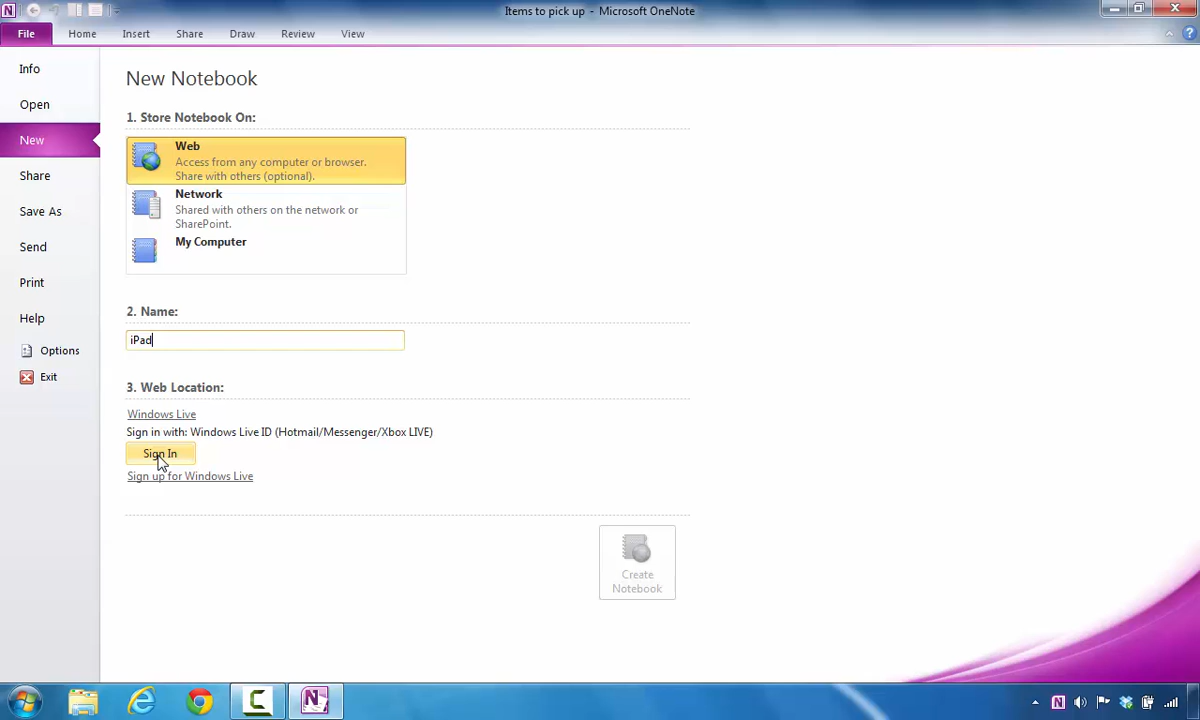 Items to pick up - Microsoft OneNote
File Home Insert Share Draw Review View
Info
Open
New
Share
Save As
Send
Print
Help
Options
Exit
New Notebook
1. Store Notebook On:
Web
Access from any computer or browser.
Share with others (optional).
Network
Shared with others on the network or
SharePoint.
My Computer
2. Name:
iPad
3. Web Location:
Windows Live
Sign in with: Windows Live ID (Hotmail/Messenger/Xbox LIVE)
Sign In
Sign up for Windows Live
Create
Notebook